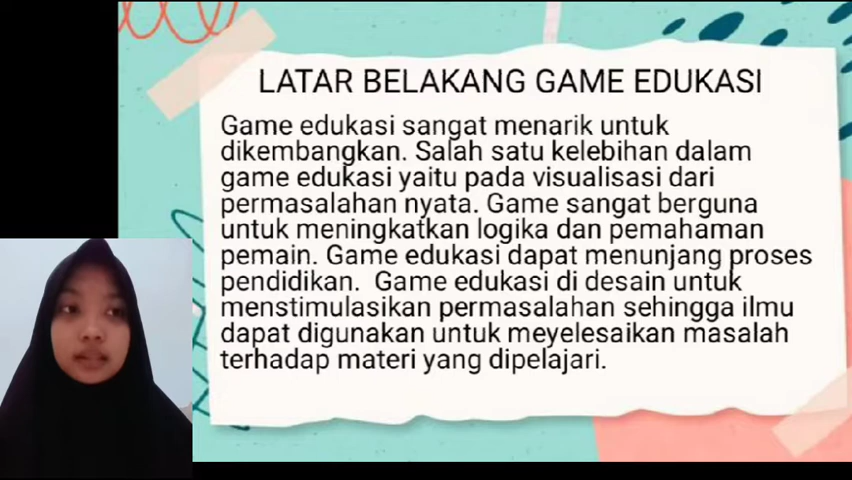 LATAR BELAKANG GAME EDUKASI
Game edukasi sangat menarik untuk
dikembangkan. Salah satu kelebihan dalam
game edukasi yaitu pada visualisasi dari
permasalahan nyata. Game sangat berguna
untuk meningkatkan logika dan pemahaman
pemain. Game edukasi dapat menunjang proses
pendidikan. Game edukasi di desain untuk
menstimulasikan permasalahan sehingga ilmu
dapat digunakan untuk meyelesaikan masalah
terhadap materi yang dipelajari.